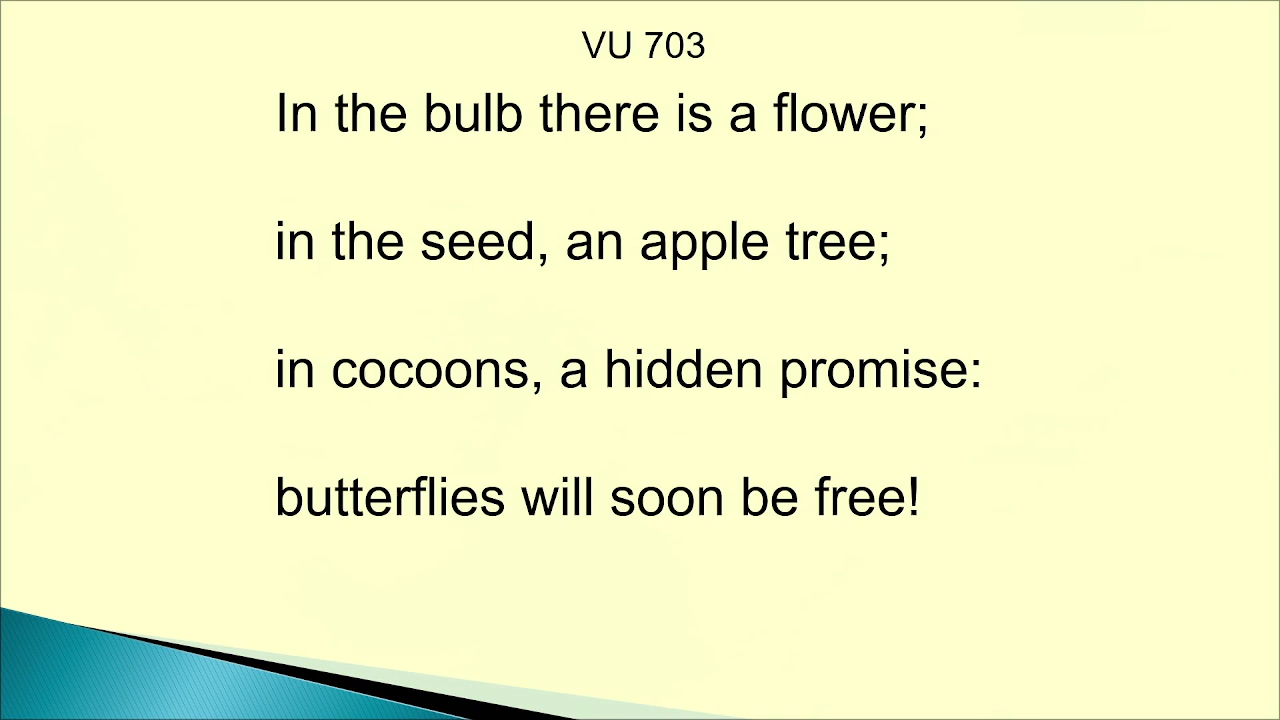 VU 703
In the bulb there is a flower;
in the seed, an apple tree;
in cocoons, a hidden promise:
butterflies will soon be free!